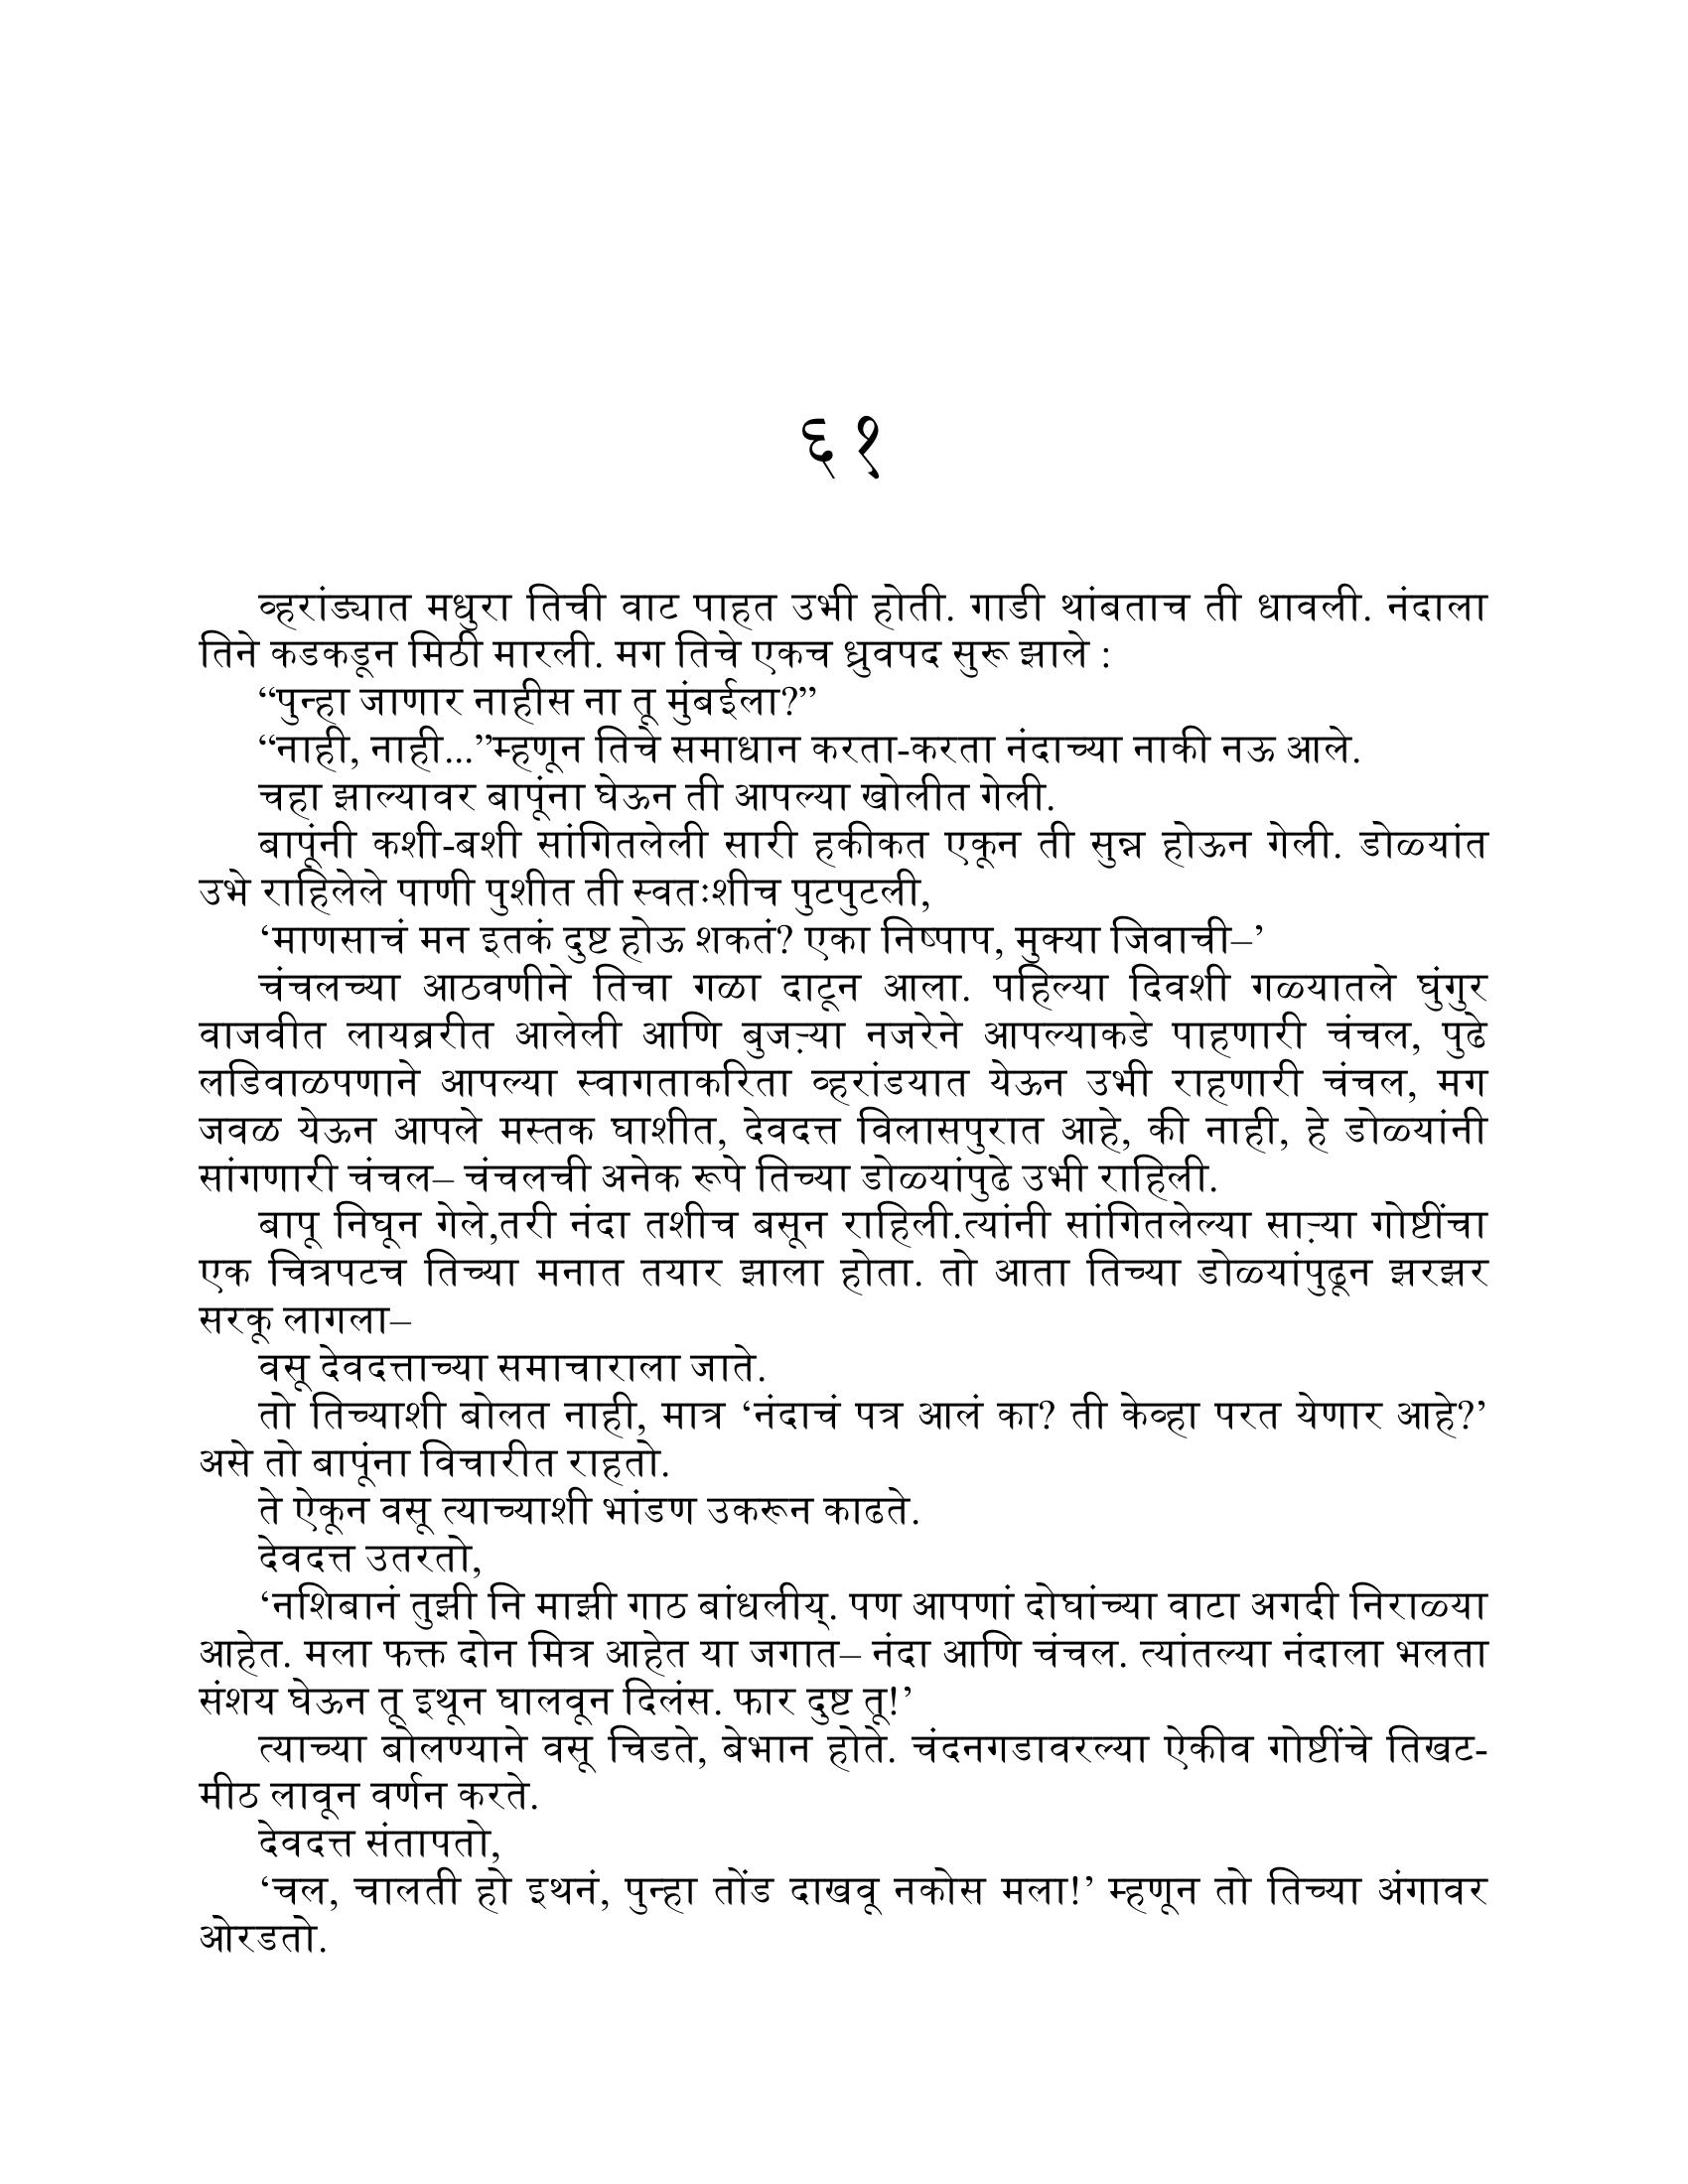 ६१
व्हरांड्यात मधुरा तिची वाट पाहत उभी होती. गाडी थांबताच ती धावली. नंदाला
तिने कडकडून मिठी मारली. मग तिचे एकच ध्रुवपद सुरू झाले :
“पुन्हा जाणार नाहीस ना तू मुंबईला?”
“नाही, नाही...”म्हणून तिचे समाधान करता-करता नंदाच्या नाकी नऊ आले.
चहा झाल्यावर बापूंना घेऊन ती आपल्या खोलीत गेली.
बापूंनी कशी-बशी सांगितलेली सारी हकीकत एकून ती सुन्न होऊन गेली. डोळ्यांत
उभे राहिलेले पाणी पुशीत ती स्वतःशीच पुटपुटली,
‘माणसाचं मन इतकं दुष्ट होऊ शकतं? एका निष्पाप, मुक्या जिवाची–’
चंचलच्या आठवणीने तिचा गळा दाटून आला. पहिल्या दिवशी गळ्यातले घुंगुर
वाजवीत लायब्ररीत आलेली आणि बुजऱ्या नजरेने आपल्याकडे पाहणारी चंचल, पुढे
लडिवाळपणाने आपल्या स्वागताकरिता व्हरांडयात येऊन उभी राहणारी चंचल, मग
जवळ येऊन आपले मस्तक घाशीत, देवदत्त विलासपुरात आहे, की नाही, हे डोळ्यांनी
सांगणारी चंचल– चंचलची अनेक रूपे तिच्या डोळ्यांपुढे उभी राहिली.
बापू निघून गेले,तरी नंदा तशीच बसून राहिली.त्यांनी सांगितलेल्या साऱ्या गोष्टींचा
एक चित्रपटच तिच्या मनात तयार झाला होता. तो आता तिच्या डोळ्यांपुढून झरझर
सरकू लागला–
वसू देवदत्ताच्या समाचाराला जाते.
तो तिच्याशी बोलत नाही, मात्र ‘नंदाचं पत्र आलं का? ती केव्हा परत येणार आहे?’
असे तो बापूंना विचारीत राहतो.
ते ऐकून वसू त्याच्याशी भांडण उकरून काढते.
देवदत्त उतरतो,
‘नशिबानं तुझी नि माझी गाठ बांधलीय्. पण आपणां दोघांच्या वाटा अगदी निराळ्या
आहेत. मला फक्त दोन मित्र आहेत या जगात– नंदा आणि चंचल. त्यांतल्या नंदाला भलता
संशय घेऊन तू इथून घालवून दिलंस. फार दुष्ट तू!’
त्याच्या बोलण्याने वसू चिडते, बेभान होते. चंदनगडावरल्या ऐकीव गोष्टींचे तिखट-
मीठ लावून वर्णन करते.
देवदत्त संतापतो,
‘चल, चालती हो इथनं, पुन्हा तोंड दाखवू नकोस मला!’ म्हणून तो तिच्या अंगावर
ओरडतो.